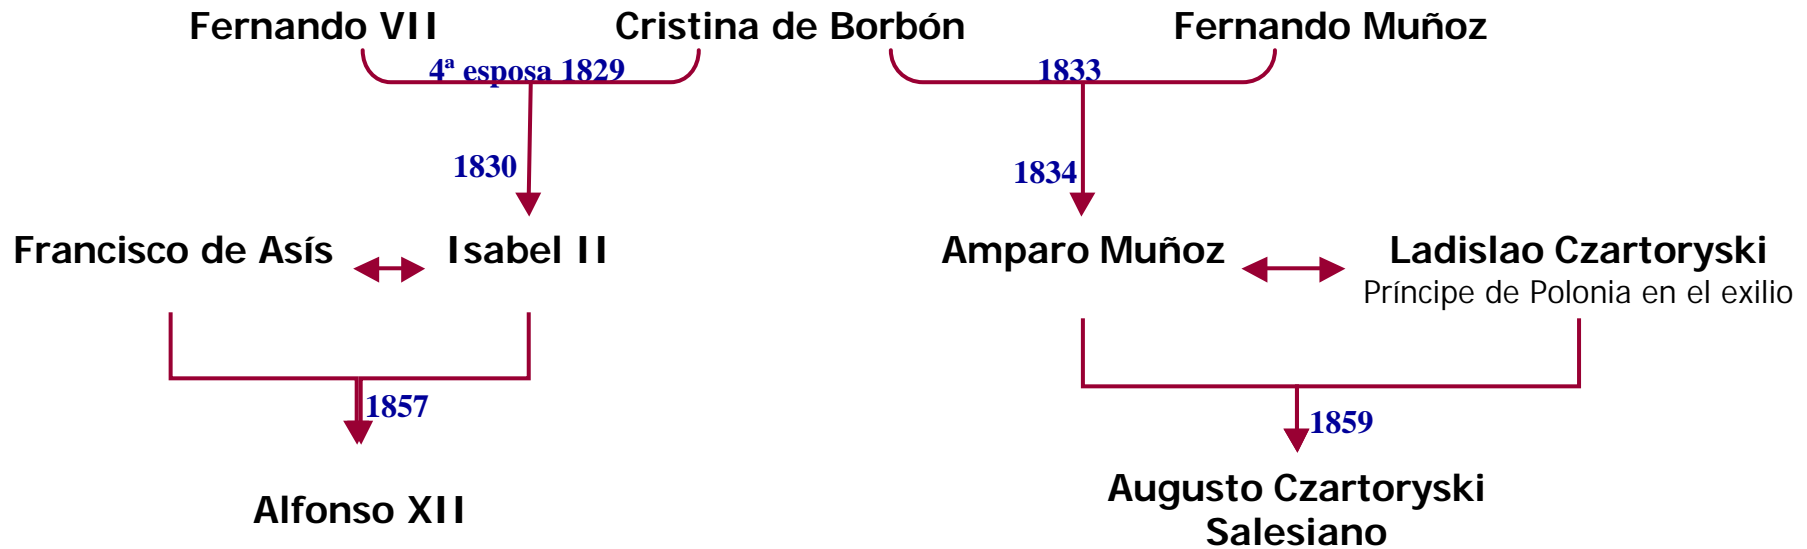 Fernando VII Cristina de Borbón Fernando Muñoz
4ª esposa 1829 1833
1830 1834
Francisco de Asís Isabel II Amparo Muñoz Ladislao Czartoryski
Príncipe de Polonia en el exilio
1857 1859
Alfonso XII Augusto Czartoryski
Salesiano